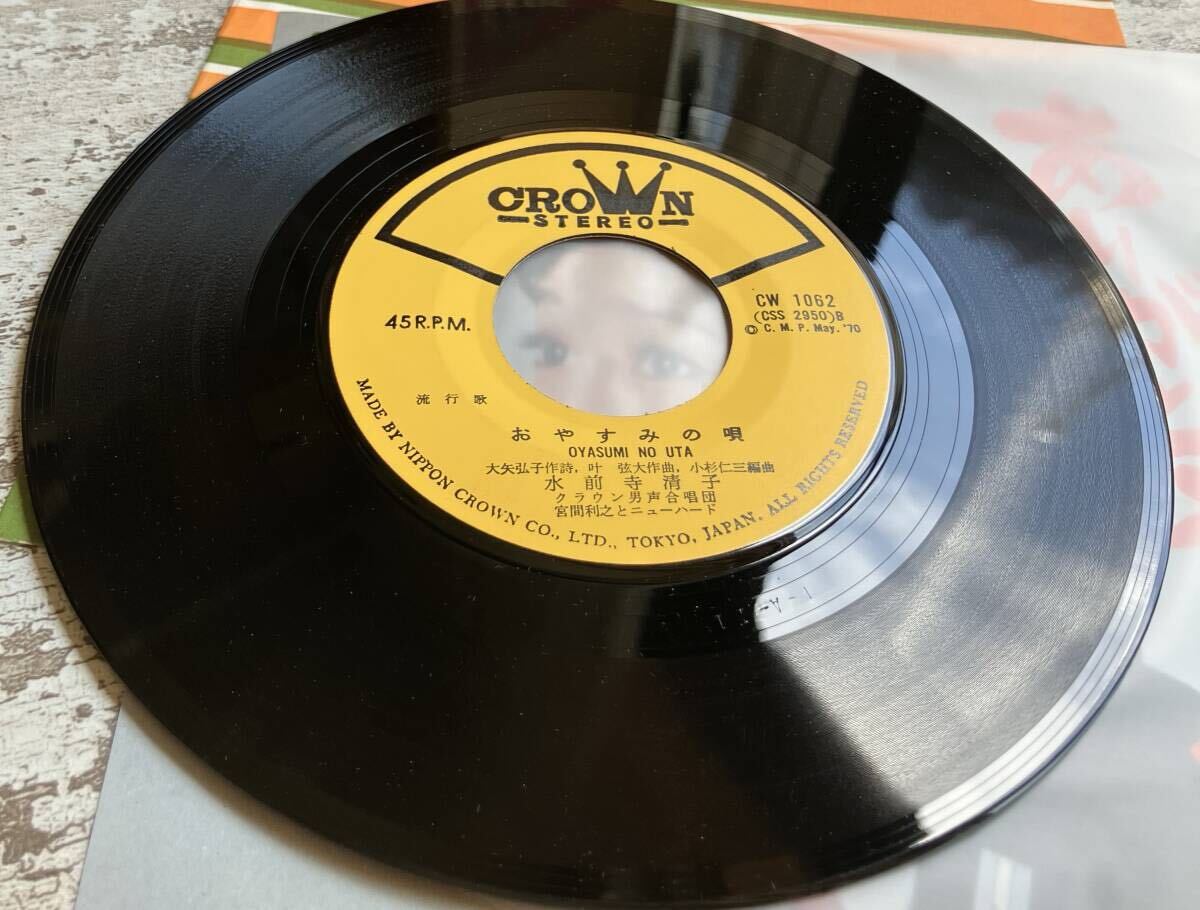 CROWN
STEREO
45 R.P.M.
CW 1062
(CSS 2950)B
© C. M. P. May. '70
流行歌
おやすみの唄
OYASUMI NO UTA
大矢弘子作詩, 叶 弦大作曲, 小杉仁三編曲
水前寺清子
クラウン男声合唱団
宮間利之とニューハード
MADE BY NIPPON CROWN CO., LTD., TOKYO, JAPAN. ALL RIGHTS RESERVED